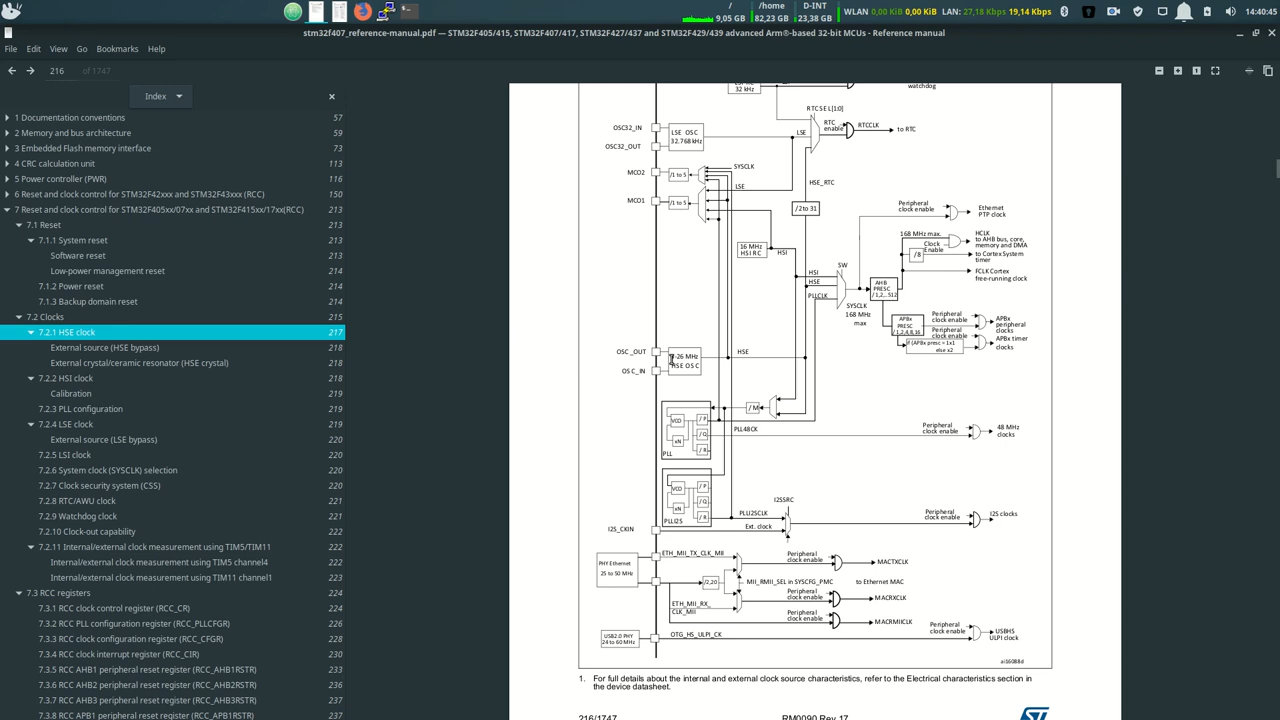 / 9,05 GB
/home 82,23 GB
D-INT 23,38 GB
WLAN 0,00 KiB 0,00 KiB LAN: 27,18 Kbps 19,14 Kbps
14:40:45
stm32f407_reference-manual.pdf — STM32F405/415, STM32F407/417, STM32F427/437 and STM32F429/439 advanced Arm®-based 32-bit MCUs - Reference manual
File Edit View Go Bookmarks Help
216 of 1747
Index
1 Documentation conventions 57
2 Memory and bus architecture 59
3 Embedded Flash memory interface 73
4 CRC calculation unit 113
5 Power controller (PWR) 116
6 Reset and clock control for STM32F42xxx and STM32F43xxx (RCC) 150
7 Reset and clock control for STM32F405xx/07xx and STM32F415xx/17xx(RCC) 213
7.1 Reset 213
7.1.1 System reset 213
Software reset 213
Low-power management reset 214
7.1.2 Power reset 214
7.1.3 Backup domain reset 214
7.2 Clocks 215
7.2.1 HSE clock 217
External source (HSE bypass) 218
External crystal/ceramic resonator (HSE crystal) 218
7.2.2 HSI clock 218
Calibration 218
7.2.3 PLL configuration 219
7.2.4 LSE clock 219
External source (LSE bypass) 220
7.2.5 LSI clock 220
7.2.6 System clock (SYSCLK) selection 220
7.2.7 Clock security system (CSS) 220
7.2.8 RTC/AWU clock 221
7.2.9 Watchdog clock 221
7.2.10 Clock-out capability 222
7.2.11 Internal/external clock measurement using TIM5/TIM11 222
Internal/external clock measurement using TIM5 channel4 222
Internal/external clock measurement using TIM11 channel1 223
7.3 RCC registers 224
7.3.1 RCC clock control register (RCC_CR) 224
7.3.2 RCC PLL configuration register (RCC_PLLCFGR) 226
7.3.3 RCC clock configuration register (RCC_CFGR) 228
7.3.4 RCC clock interrupt register (RCC_CIR) 230
7.3.5 RCC AHB1 peripheral reset register (RCC_AHB1RSTR) 233
7.3.6 RCC AHB2 peripheral reset register (RCC_AHB2RSTR) 236
7.3.7 RCC AHB3 peripheral reset register (RCC_AHB3RSTR) 237
7.3.8 RCC APB1 peripheral reset register (RCC_APB1RSTR) 237
32 kHz
watchdog
RTCSEL[1:0]
OSC32_IN
OSC32_OUT
LSE OSC
32.768kHz
LSE
RTC
enable
RTCCLK
to RTC
MCO2
/1 to 5
SYSCLK
MCO1
/1 to 5
LSE
HSE_RTC
/ 2 to 31
Peripheral
clock enable
Ethernet
PTP clock
16 MHz
HSI RC
HSI
168 MHz max.
Clock
Enable
HCLK
to AHB bus, core,
memory and DMA
/8
to Cortex System
timer
FCLK Cortex
free-running clock
SW
HSI
HSE
PLLCLK
SYSCLK
168 MHz
max
AHB
PRESC
/ 1,2,..512
APBx
PRESC
/ 1,2,4,8,16
Peripheral
clock enable
APBx
peripheral
clocks
Peripheral
clock enable
if (APBx presc = 1x1
else x2
APBx timer
clocks
OSC_OUT
OSC_IN
-26 MHz
HSE OSC
HSE
/ M
VCO
xN
/ P
/ Q
/ R
PLL
PLL48CK
Peripheral
clock enable
48 MHz
clocks
VCO
xN
/ P
/ Q
/ R
PLLI2S
I2SSRC
PLLI2SCLK
Ext. clock
I2S_CKIN
Peripheral
clock enable
I2S clocks
PHY Ethernet
25 to 50 MHz
ETH_MII_TX_CLK_MII
Peripheral
clock enable
MACTXCLK
/2,20
MII_RMII_SEL in SYSCFG_PMC
to Ethernet MAC
ETH_MII_RX_
CLK_MII
Peripheral
clock enable
MACRXCLK
Peripheral
clock enable
MACRMIICLK
USB2.0 PHY
24 to 60 MHz
OTG_HS_ULPI_CK
Peripheral
clock enable
USBHS
ULPI clock
ai16088d
1. For full details about the internal and external clock source characteristics, refer to the Electrical characteristics section in
the device datasheet.
216/1747
RM0090 Rev 17